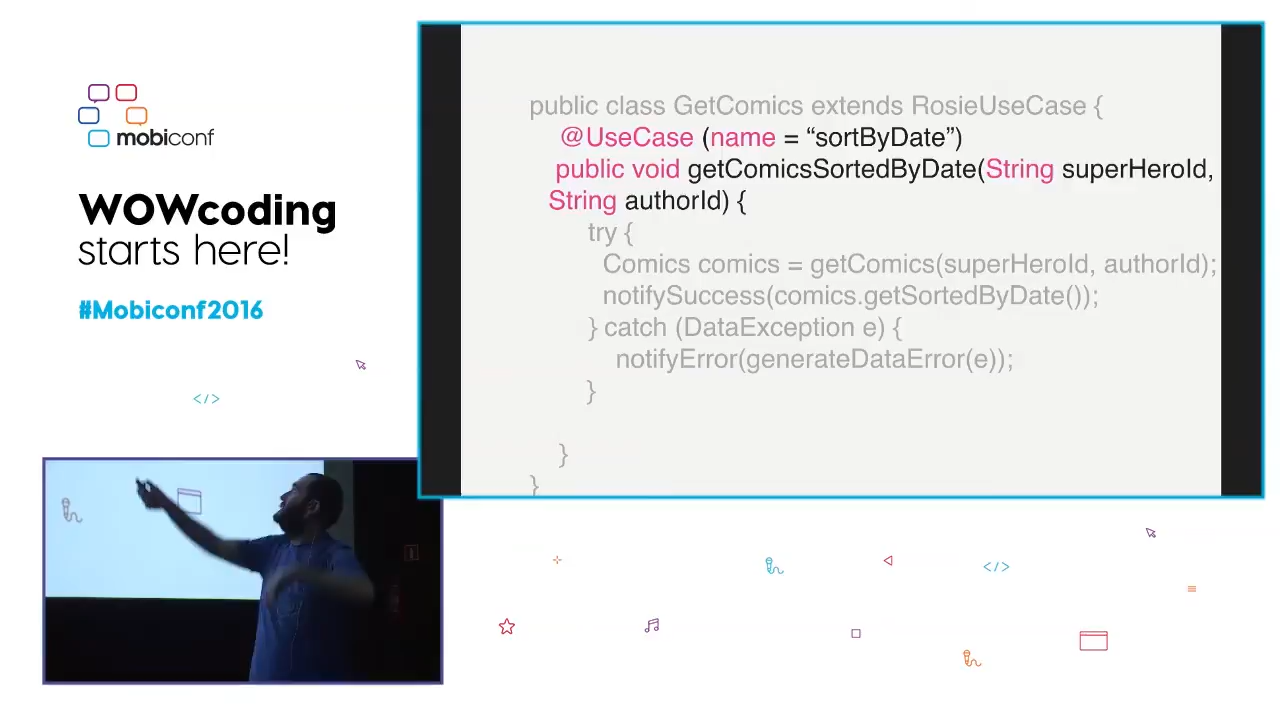 mobiconf
WOWcoding
starts here!
#Mobiconf2016
</>
public class GetComics extends RosieUseCase {
@UseCase (name = “sortByDate”)
public void getComicsSortedByDate(String superHeroId,
String authorId) {
try {
Comics comics = getComics(superHeroId, authorId);
notifySuccess(comics.getSortedByDate());
} catch (DataException e) {
notifyError(generateDataError(e));
}
}
}
</>